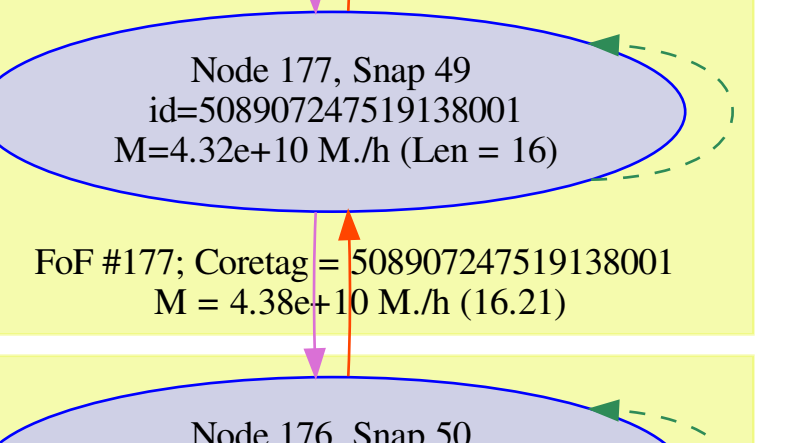 Node 177, Snap 49
id=508907247519138001
M=4.32e+10 M./h (Len = 16)
FoF #177; Coretag = 508907247519138001
M = 4.38e+10 M./h (16.21)
Node 176, Snap 50